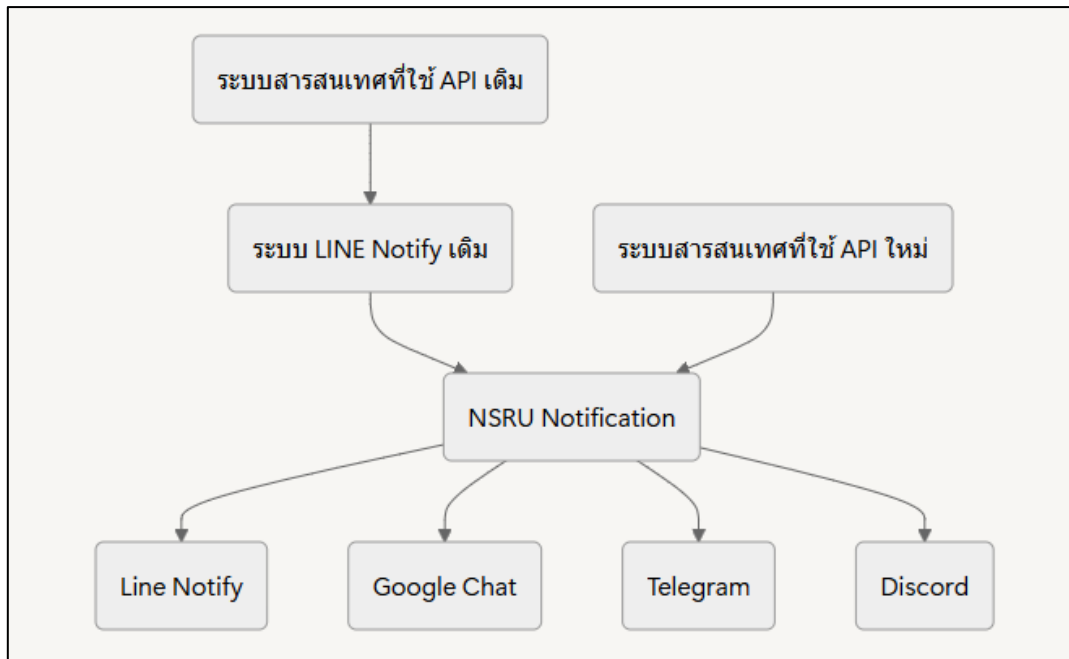 ระบบสารสนเทศที่ใช้ API เดิม
ระบบ LINE Notify เดิม
ระบบสารสนเทศที่ใช้ API ใหม่
NSRU Notification
Line Notify
Google Chat
Telegram
Discord